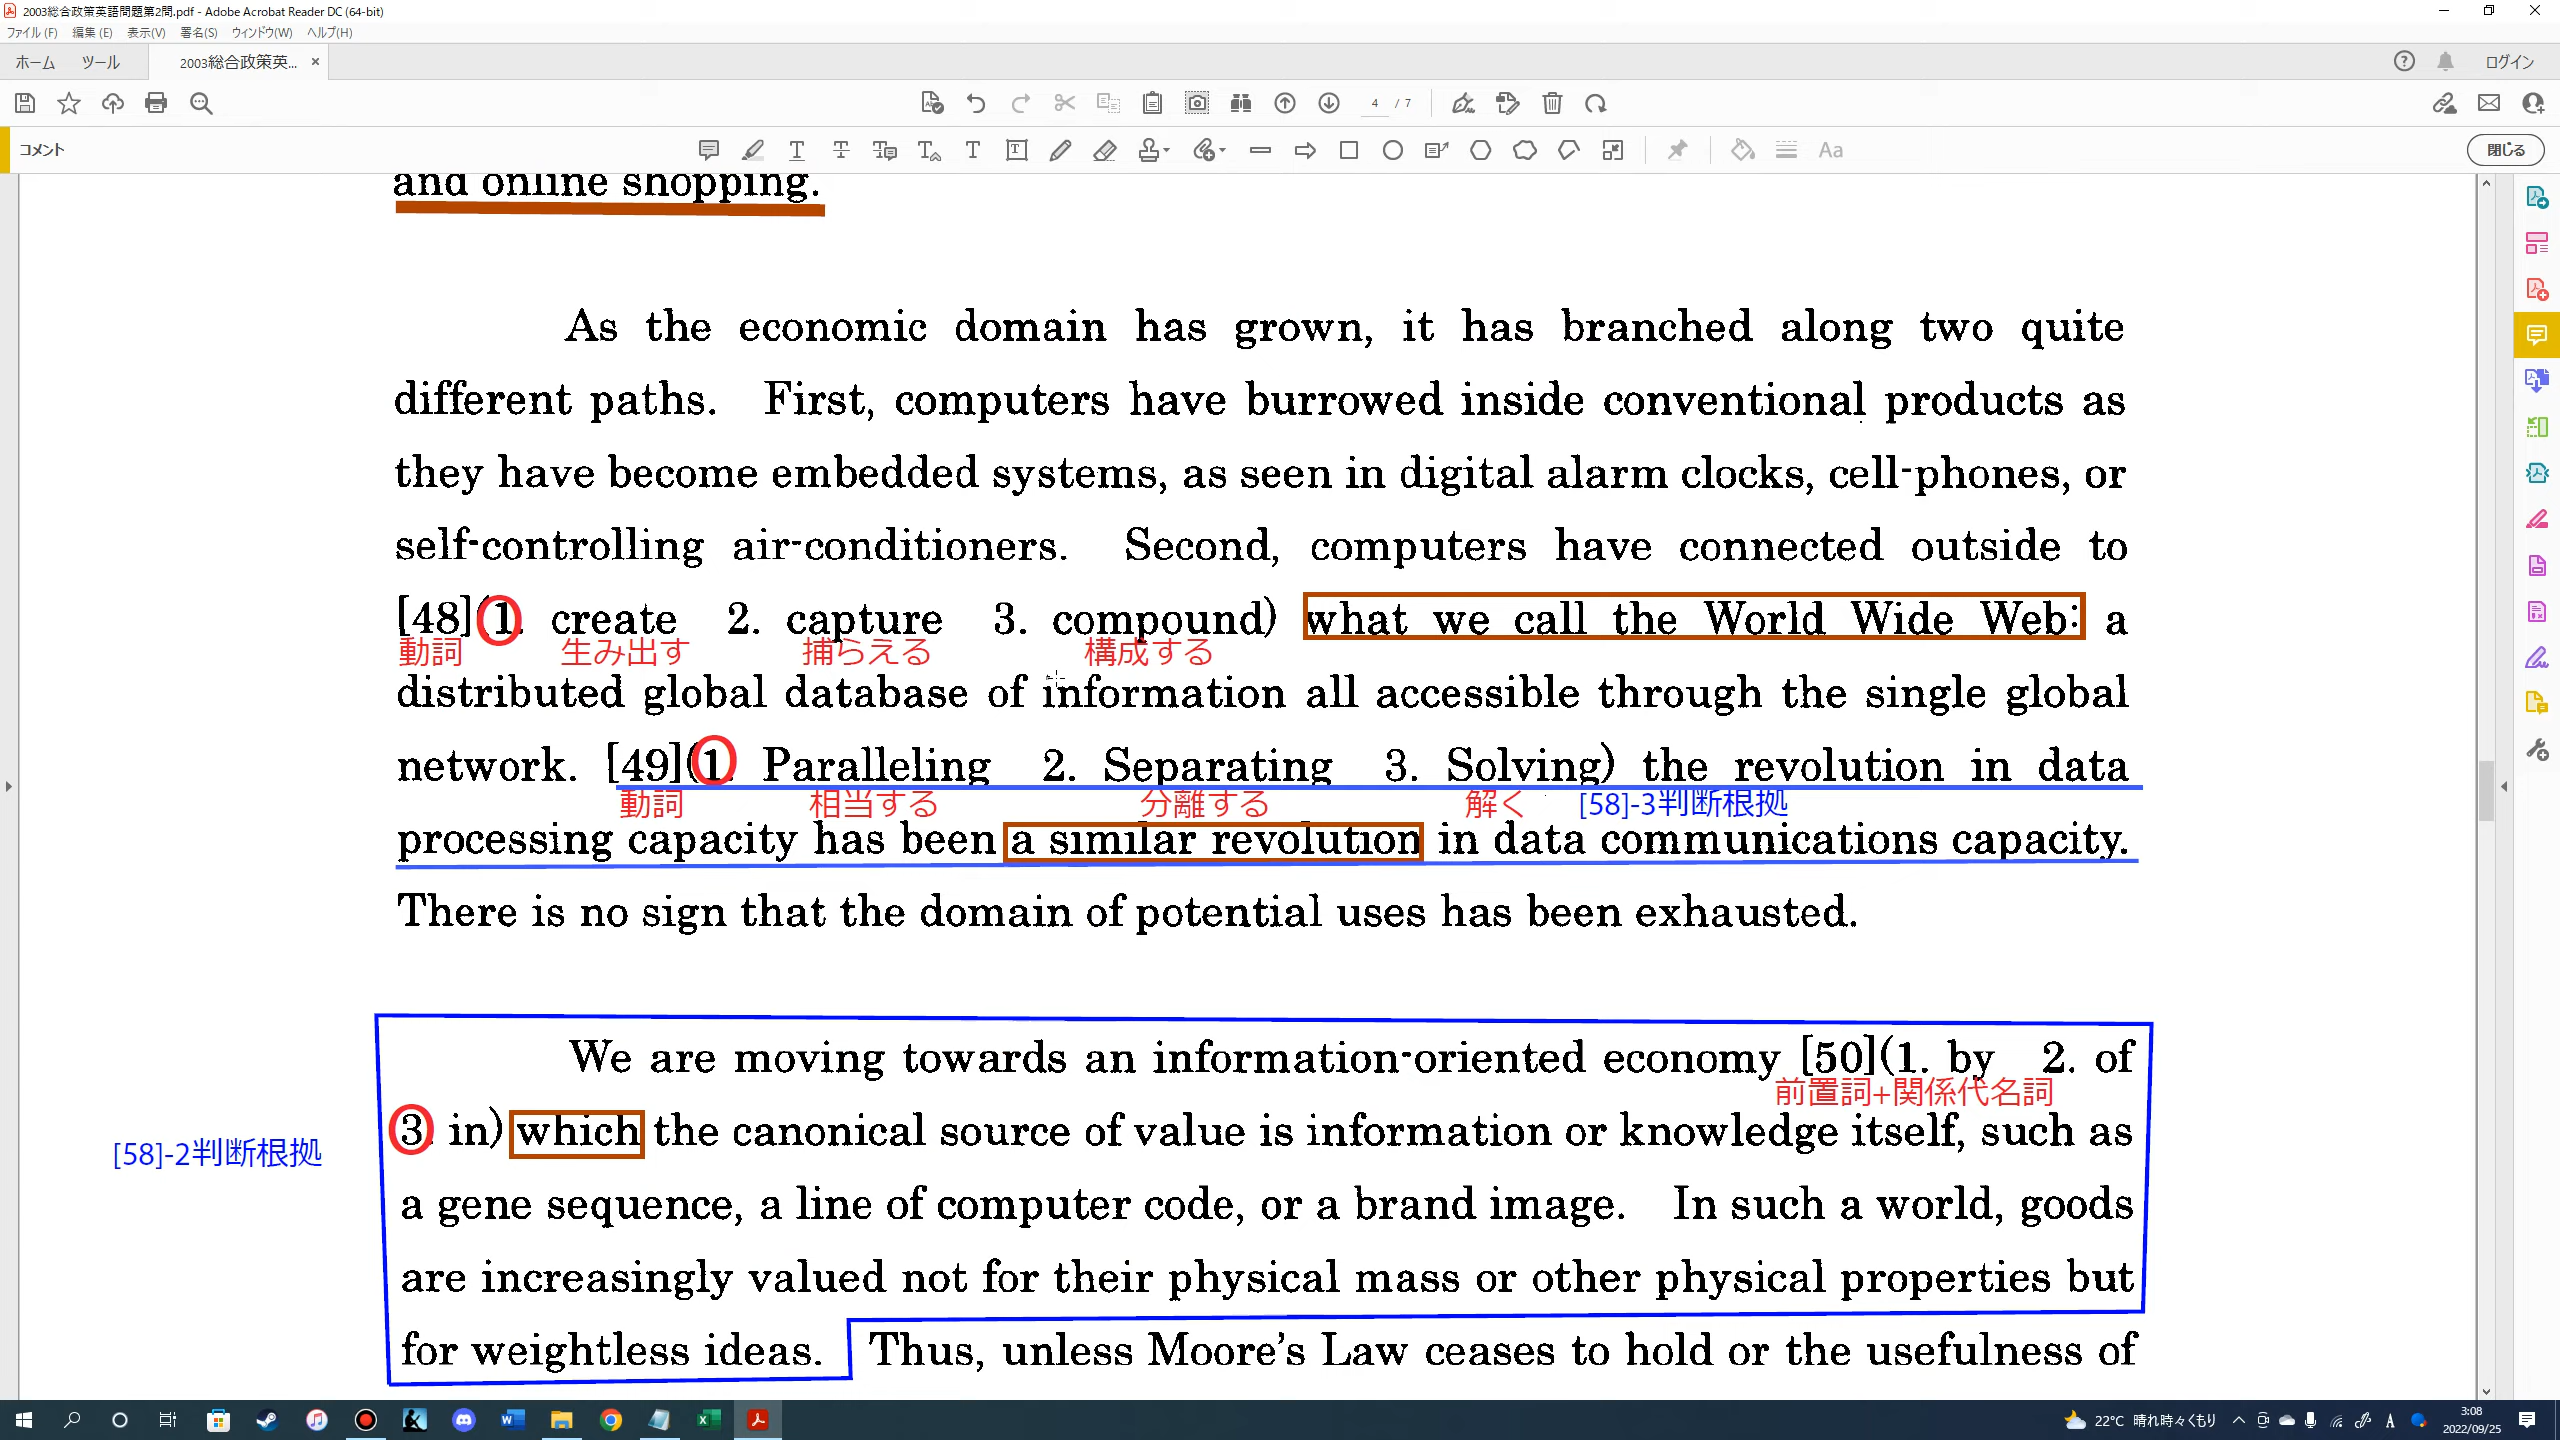 2003総合政策英語問題第2問.pdf - Adobe Acrobat Reader DC (64-bit)
ファイル(F) 編集(E) 表示(V) 署名(S) ウィンドウ(W) ヘルプ(H)
ホーム ツール 2003総合政策英... × ログイン
4 / 7
コメント Aa 閉じる
and online shopping.
As the economic domain has grown, it has branched along two quite
different paths. First, computers have burrowed inside conventional products as
they have become embedded systems, as seen in digital alarm clocks, cell-phones, or
self-controlling air-conditioners. Second, computers have connected outside to
[48](1. create 2. capture 3. compound) what we call the World Wide Web: a
動詞 生み出す 捕らえる 構成する
distributed global database of information all accessible through the single global
network. [49](1. Paralleling 2. Separating 3. Solving) the revolution in data
動詞 相当する 分離する 解く [58]-3判断根拠
processing capacity has been a similar revolution in data communications capacity.
There is no sign that the domain of potential uses has been exhausted.
We are moving towards an information-oriented economy [50](1. by 2. of
前置詞+関係代名詞
3. in) which the canonical source of value is information or knowledge itself, such as
[58]-2判断根拠
a gene sequence, a line of computer code, or a brand image. In such a world, goods
are increasingly valued not for their physical mass or other physical properties but
for weightless ideas. Thus, unless Moore's Law ceases to hold or the usefulness of
22°C 晴れ時々くもり A 3:08
2022/09/25